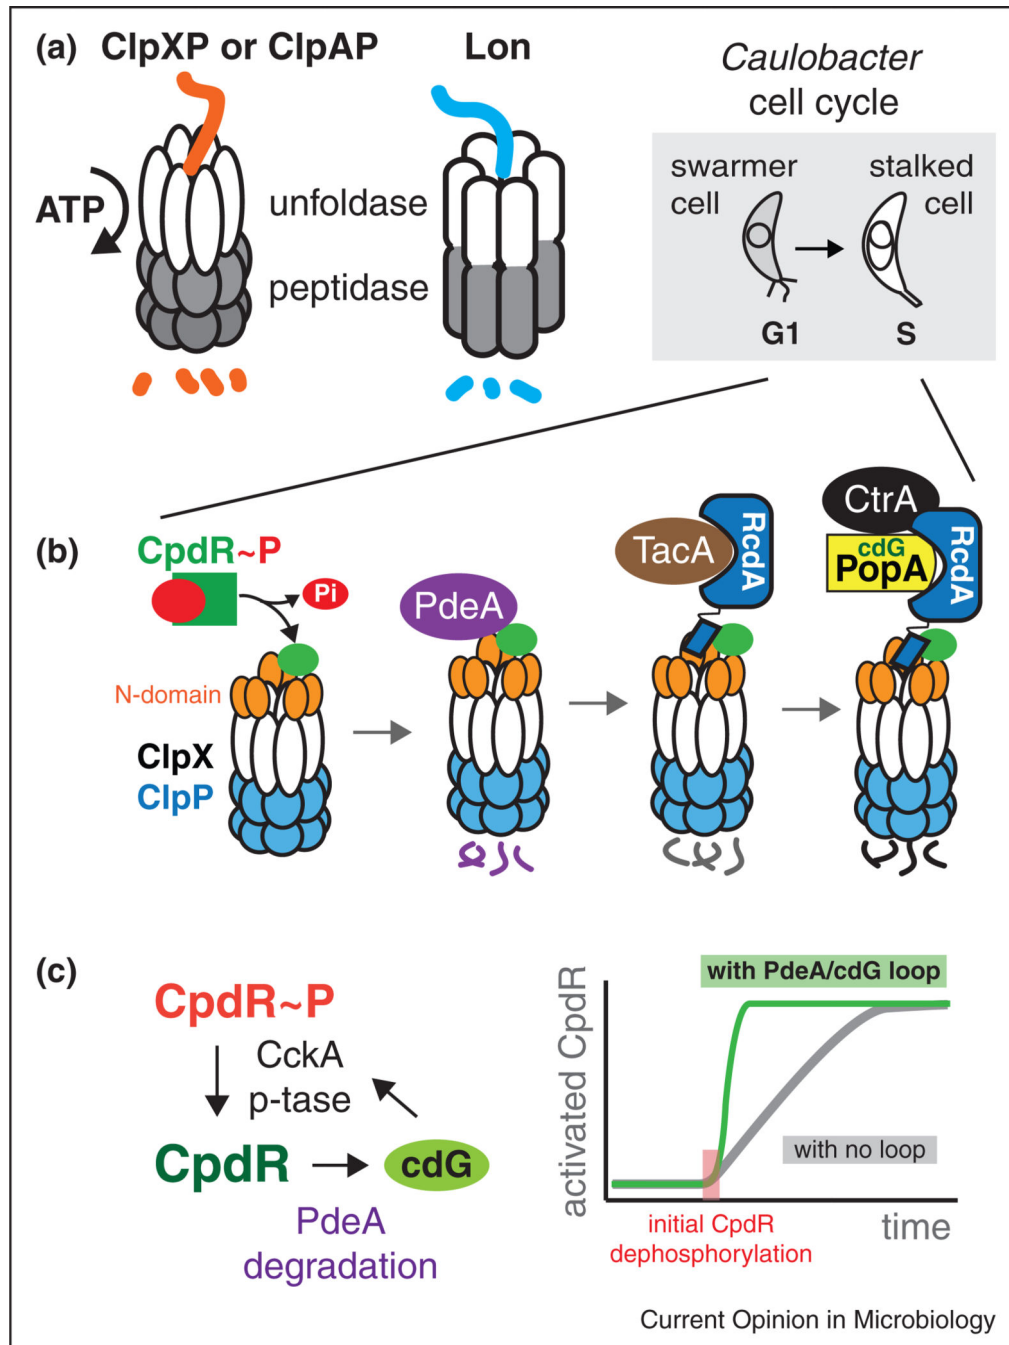 (a)
ClpXP or ClpAP
Lon
ATP
unfoldase
peptidase
Caulobacter
cell cycle
swarmer
cell
stalked
cell
G1
S
(b)
CpdR~P
Pi
N-domain
ClpX
ClpP
PdeA
TacA
RcdA
CtrA
cdG
PopA
RcdA
(c)
CpdR~P
CckA
p-tase
CpdR
cdG
PdeA
degradation
activated CpdR
with PdeA/cdG loop
with no loop
initial CpdR
dephosphorylation
time
Current Opinion in Microbiology